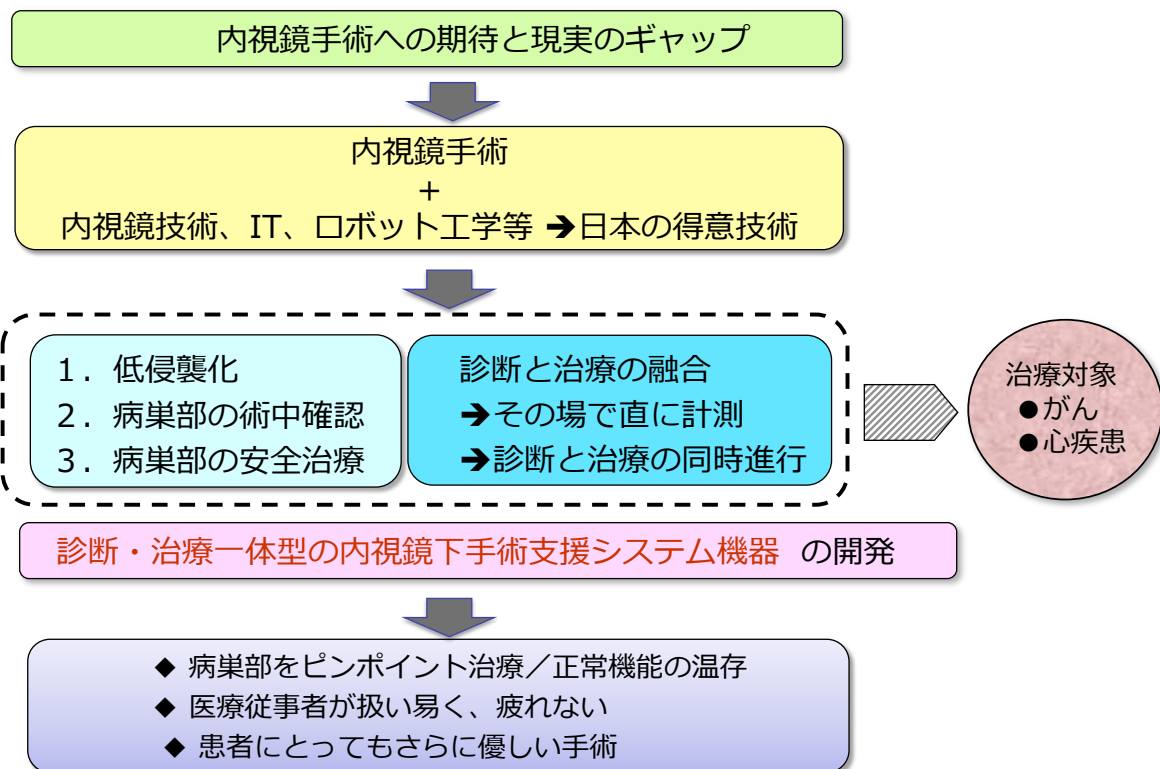 内視鏡手術への期待と現実のギャップ
内視鏡手術
+
内視鏡技術、IT、ロボット工学等 ➔日本の得意技術
1．低侵襲化
2．病巣部の術中確認
3．病巣部の安全治療
診断と治療の融合
➔その場で直に計測
➔診断と治療の同時進行
治療対象
●がん
●心疾患
診断・治療一体型の内視鏡下手術支援システム機器 の開発
◆ 病巣部をピンポイント治療／正常機能の温存
◆ 医療従事者が扱い易く、疲れない
◆ 患者にとってもさらに優しい手術